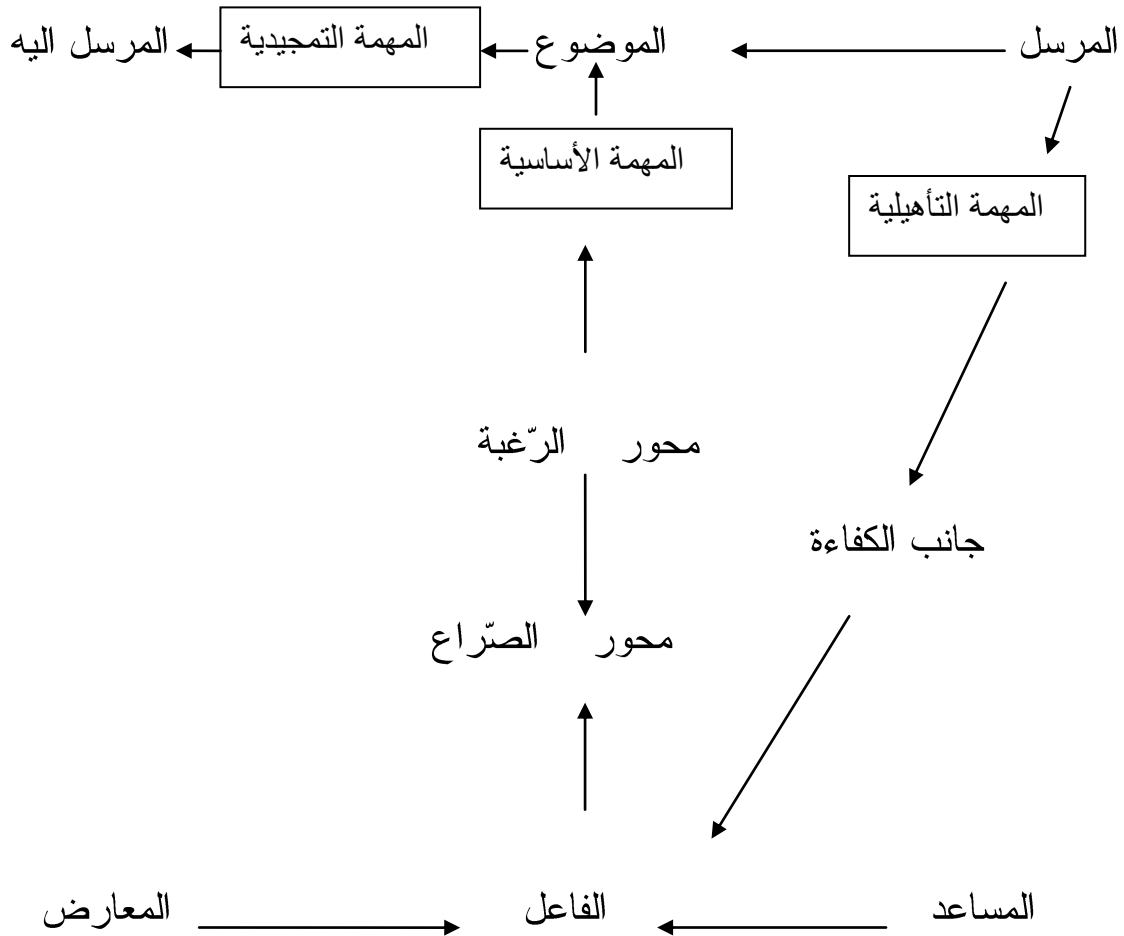 المرسل الموضوع المهمة التمجيدية المرسل اليه
المهمة الأساسية
المهمة التأهيلية
محور الرّغبة
جانب الكفاءة
محور الصّراع
المساعد الفاعل المعارض